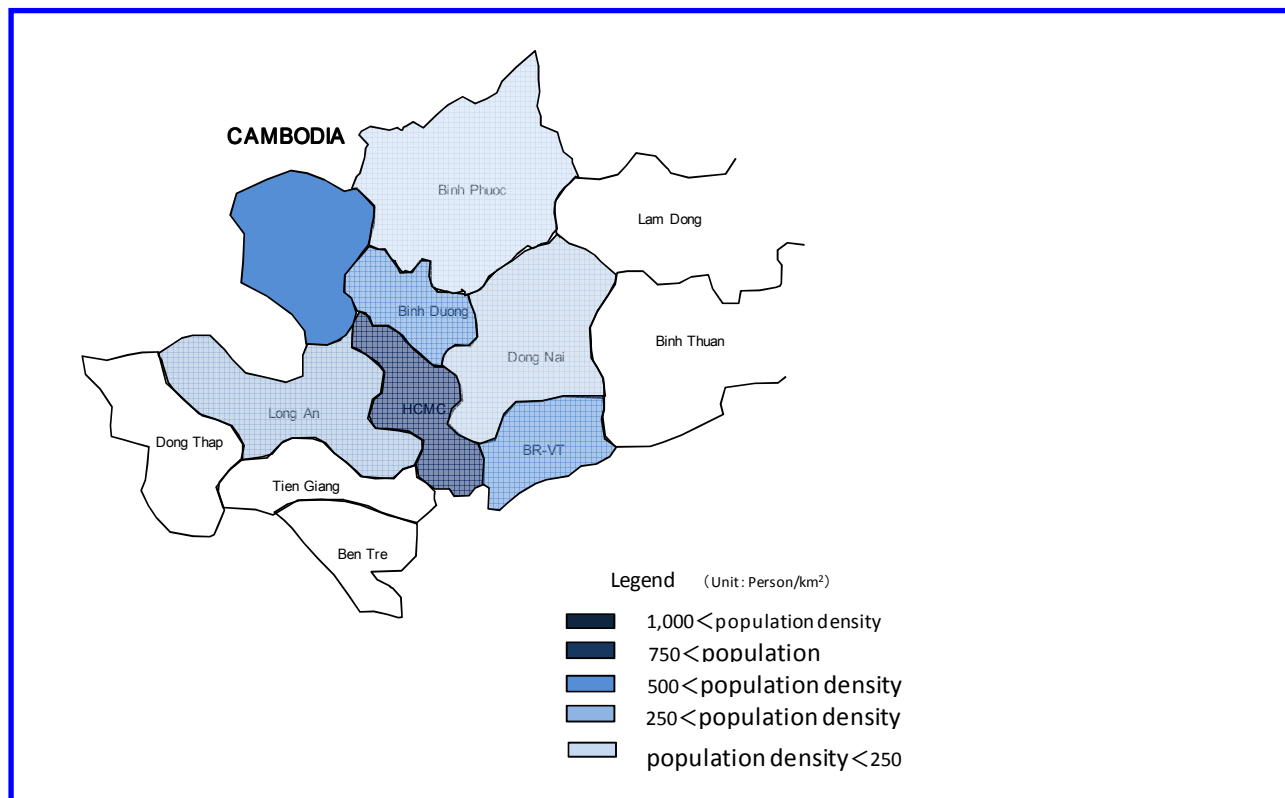 CAMBODIA
Binh Phuoc
Lam Dong
Binh Duong
Binh Thuan
Dong Nai
Long An
HCMC
Dong Thap
BR-VT
Tien Giang
Ben Tre
Legend （Unit : Person/km²）
1,000＜population density
750＜population
500＜population density
250＜population density
population density＜250